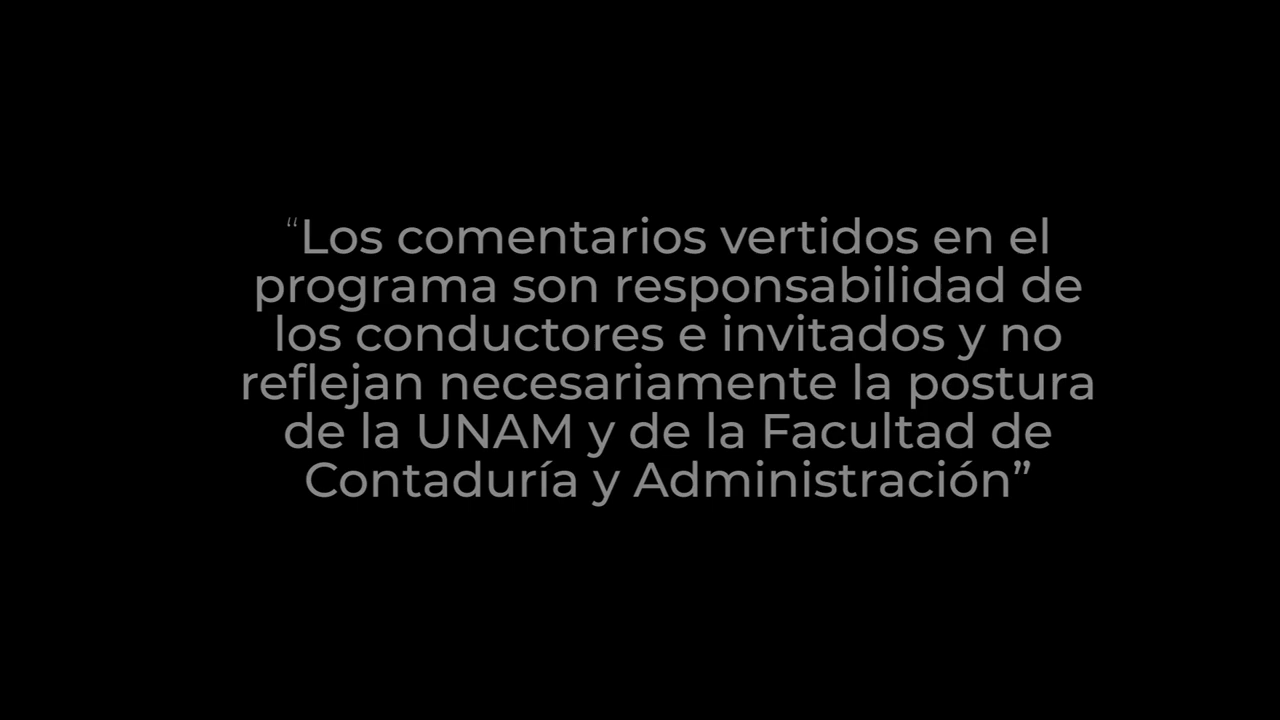 “Los comentarios vertidos en el
programa son responsabilidad de
los conductores e invitados y no
reflejan necesariamente la postura
de la UNAM y de la Facultad de
Contaduría y Administración”